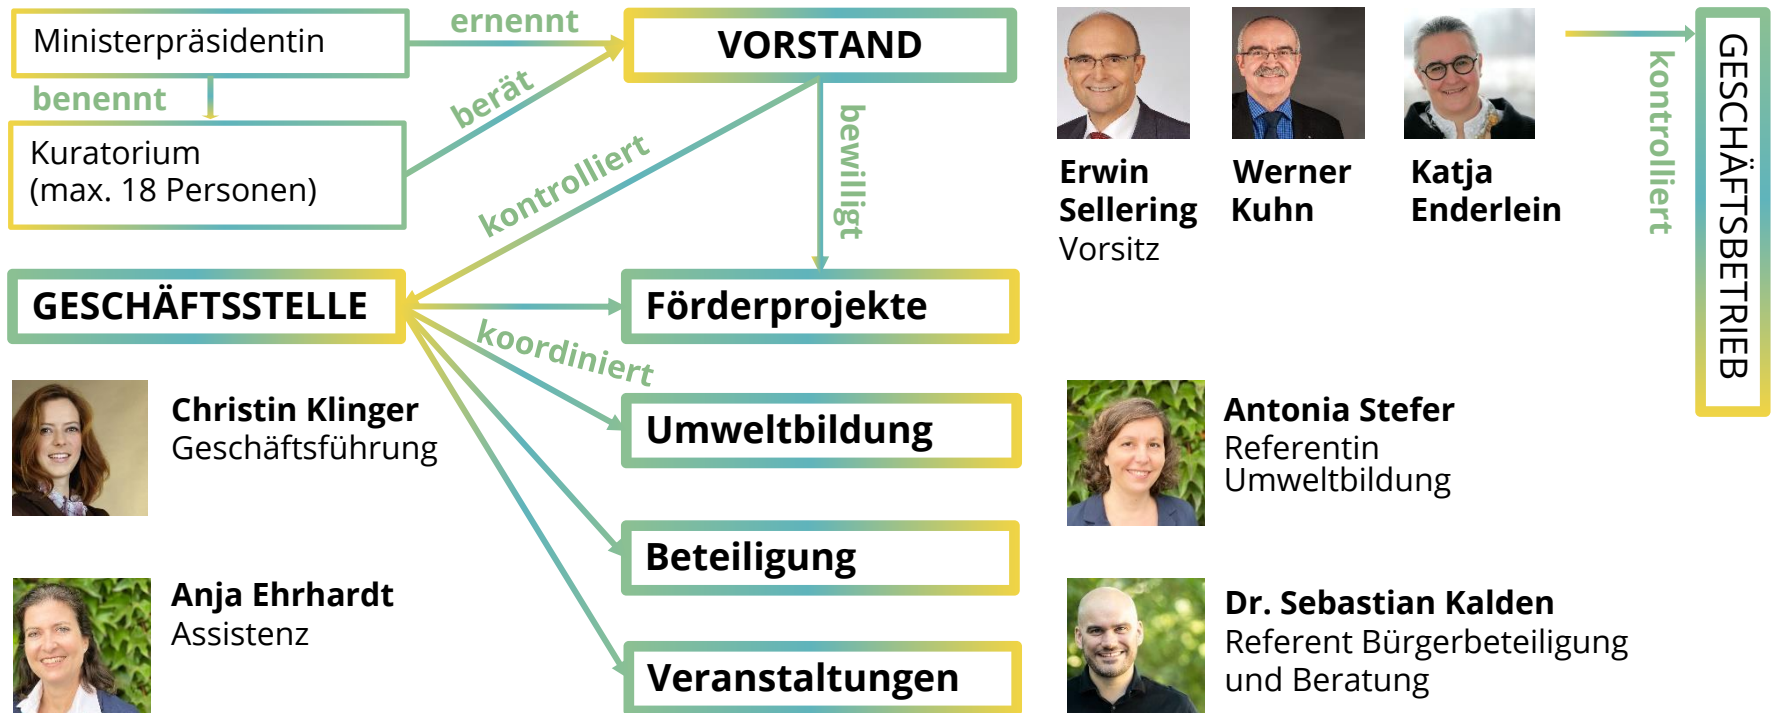 Ministerpräsidentin
ernennt
VORSTAND
benennt
berät
Kuratorium
(max. 18 Personen)
kontrolliert
bewilligt
Erwin
Sellering
Vorsitz
Werner
Kuhn
Katja
Enderlein
kontrolliert
GESCHÄFTSBETRIEB
GESCHÄFTSSTELLE
Förderprojekte
koordiniert
Christin Klinger
Geschäftsführung
Umweltbildung
Antonia Stefer
Referentin
Umweltbildung
Beteiligung
Anja Ehrhardt
Assistenz
Dr. Sebastian Kalden
Referent Bürgerbeteiligung
und Beratung
Veranstaltungen